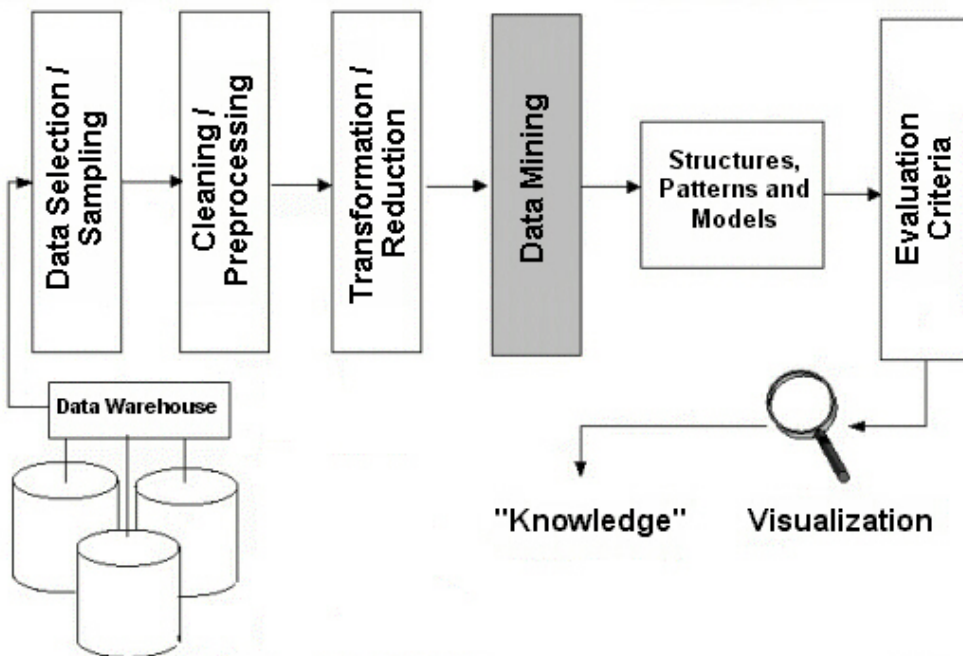 Data Selection /
Sampling
Cleaning /
Preprocessing
Transformation /
Reduction
Data Mining
Structures,
Patterns and
Models
Evaluation
Criteria
Data Warehouse
"Knowledge"
Visualization